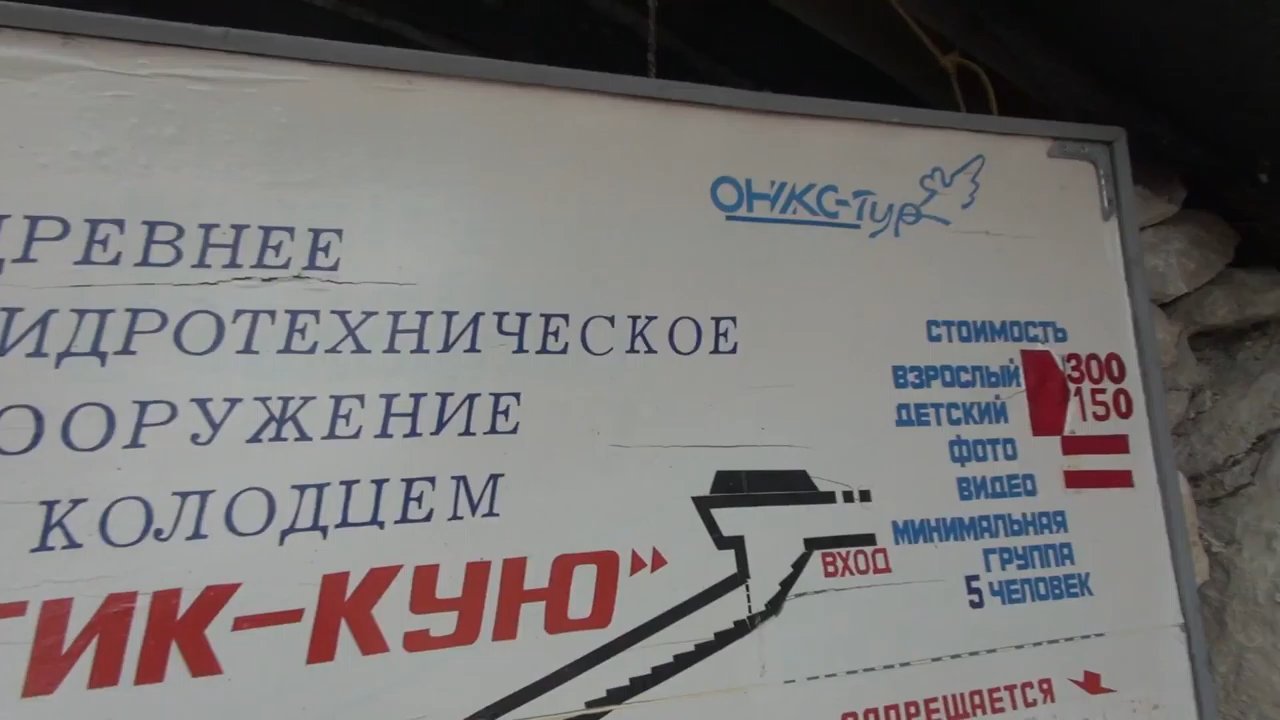 ОНИКС-Тур
ДРЕВНЕЕ
ИДРОТЕХНИЧЕСКОЕ
ООРУЖЕНИЕ
КОЛОДЦЕМ
ТИК-КУЮ”
СТОИМОСТЬ
ВЗРОСЛЫЙ 300
ДЕТСКИЙ 150
ФОТО
ВИДЕО
МИНИМАЛЬНАЯ
ГРУППА
5 ЧЕЛОВЕК
ВХОД
ЗАПРЕЩАЕТСЯ